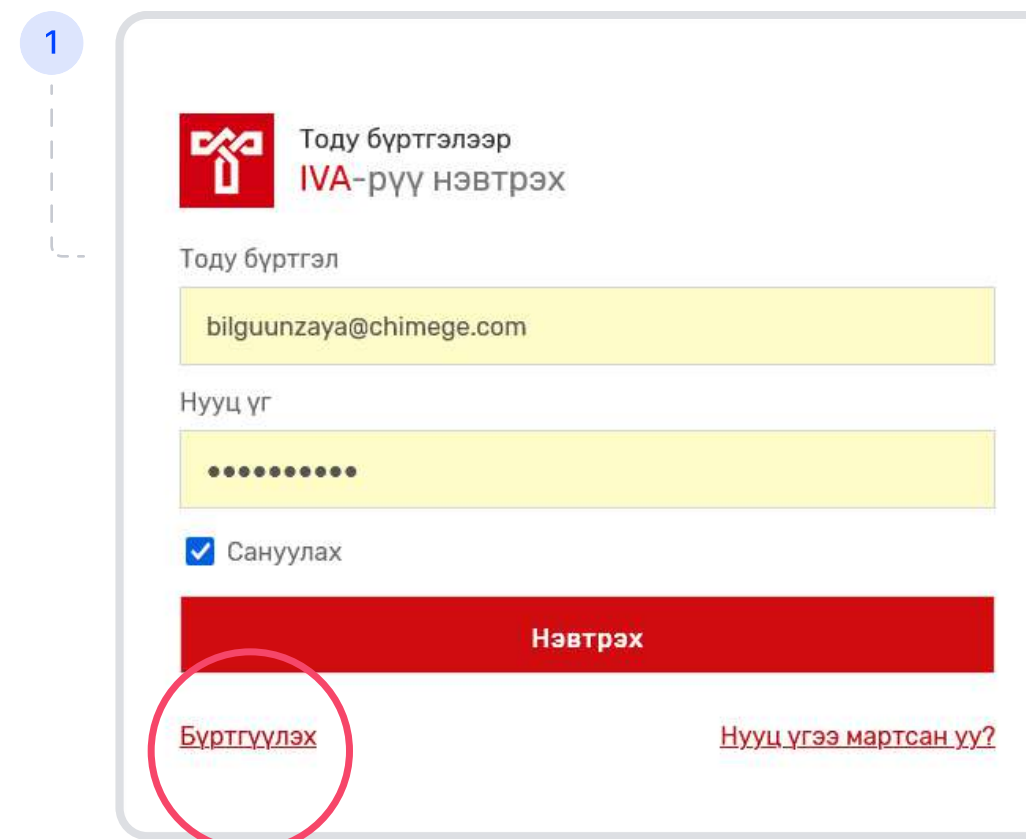 1
Тоду бүртгэлээр
IVA-рүү нэвтрэх
Тоду бүртгэл
bilguunzaya@chimege.com
Нууц үг
••••••••••
Сануулах
Нэвтрэх
Бүртгүүлэх
Нууц үгээ мартсан уу?